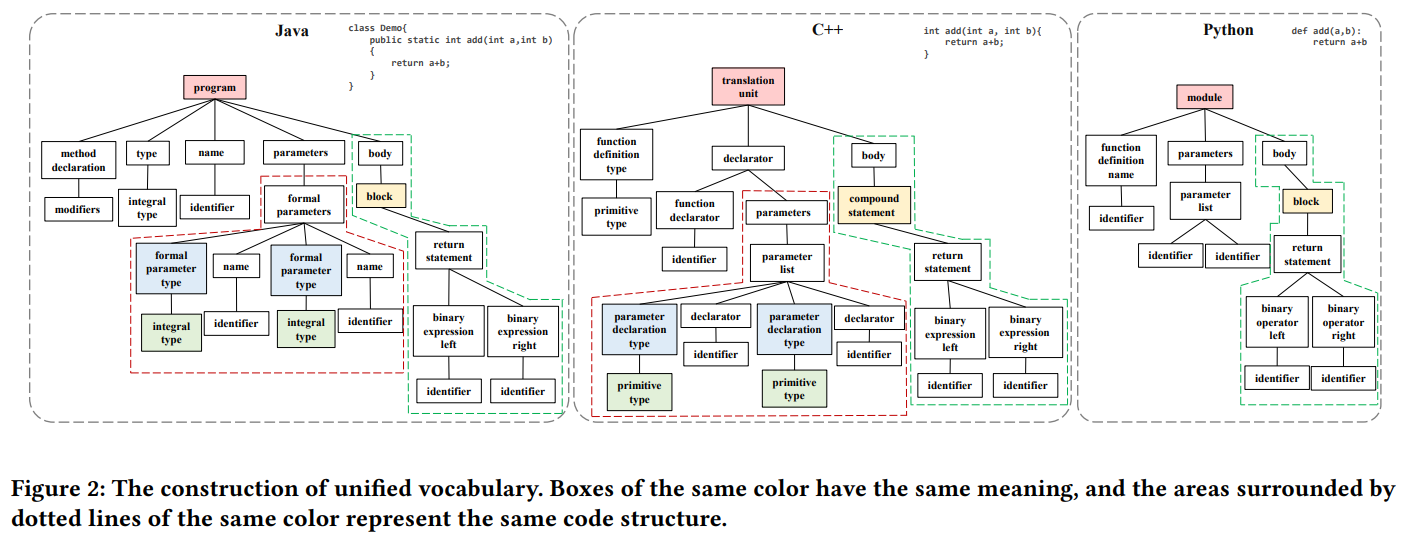 Java
class Demo{
public static int add(int a,int b)
{
return a+b;
}
}
program
method
declaration
type
name
parameters
body
modifiers
integral
type
identifier
formal
parameters
block
formal
parameter
type
name
formal
parameter
type
name
return
statement
integral
type
identifier
integral
type
identifier
binary
expression
left
binary
expression
right
identifier
identifier
C++
int add(int a, int b){
return a+b;
}
translation
unit
function
definition
type
declarator
body
primitive
type
function
declarator
parameters
compound
statement
identifier
parameter
list
return
statement
parameter
declaration
type
declarator
parameter
declaration
type
declarator
identifier
identifier
binary
expression
left
binary
expression
right
primitive
type
primitive
type
identifier
identifier
Python
def add(a,b):
return a+b
module
function
definition
name
parameters
body
identifier
parameter
list
block
identifier
identifier
return
statement
binary
operator
left
binary
operator
right
identifier
identifier
Figure 2: The construction of unified vocabulary. Boxes of the same color have the same meaning, and the areas surrounded by
dotted lines of the same color represent the same code structure.